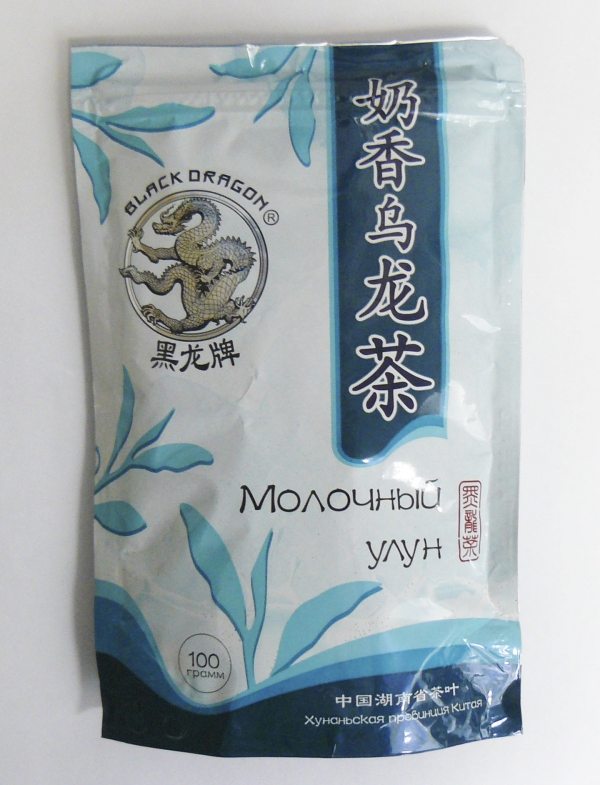 奶香乌龙茶
BLACK DRAGON ®
黑龙牌
Молочный
улун
黑龍茶
100
грамм
中国湖南省茶叶
Хунаньская провинция Китая